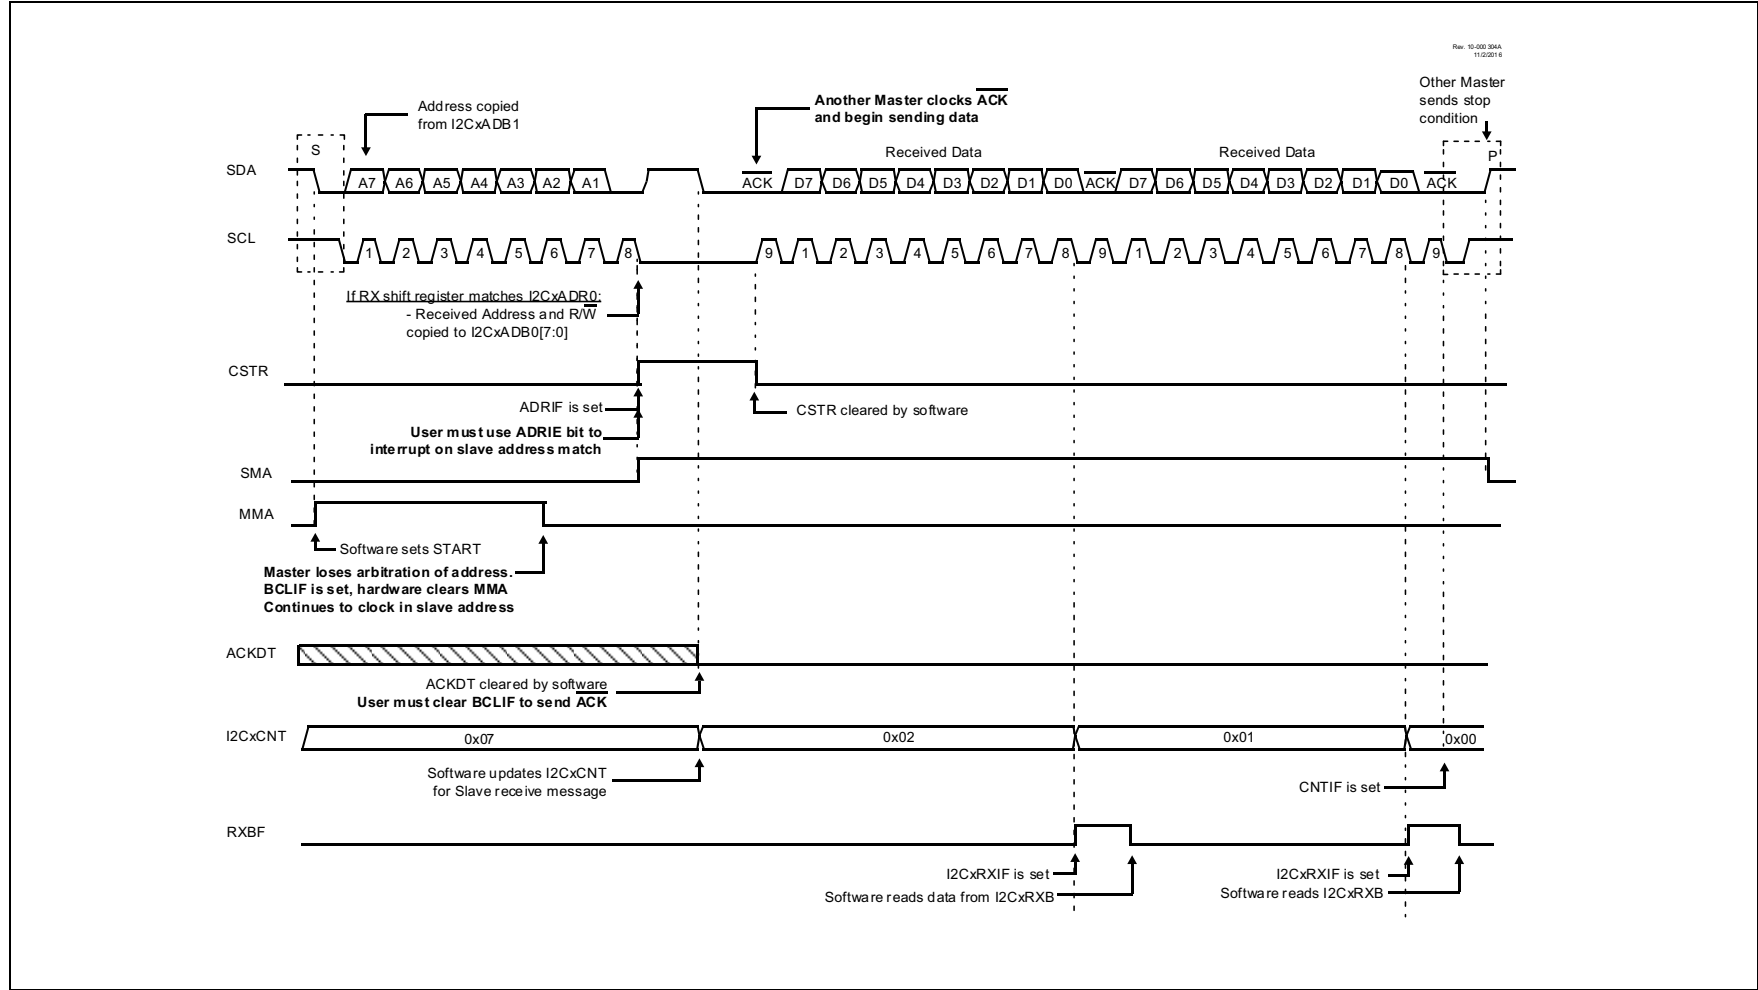 Rev. 10-000 304A
11/2/2016
Other Master
sends stop
condition
Address copied
from I2CxADB1
Another Master clocks ACK
and begin sending data
S
Received Data
Received Data
P
SDA
A7 A6 A5 A4 A3 A2 A1 ACK D7 D6 D5 D4 D3 D2 D1 D0 ACK D7 D6 D5 D4 D3 D2 D1 D0 ACK
SCL
1 2 3 4 5 6 7 8 9 1 2 3 4 5 6 7 8 9 1 2 3 4 5 6 7 8 9
If RX shift register matches I2CxADR0:
- Received Address and R/W
copied to I2CxADB0[7:0]
CSTR
ADRIF is set
CSTR cleared by software
User must use ADRIE bit to
interrupt on slave address match
SMA
MMA
Software sets START
Master loses arbitration of address.
BCLIF is set, hardware clears MMA
Continues to clock in slave address
ACKDT
ACKDT cleared by software
User must clear BCLIF to send ACK
I2CxCNT
0x07 0x02 0x01 0x00
Software updates I2CxCNT
for Slave receive message
CNTIF is set
RXBF
I2CxRXIF is set
Software reads data from I2CxRXB
I2CxRXIF is set
Software reads I2CxRXB